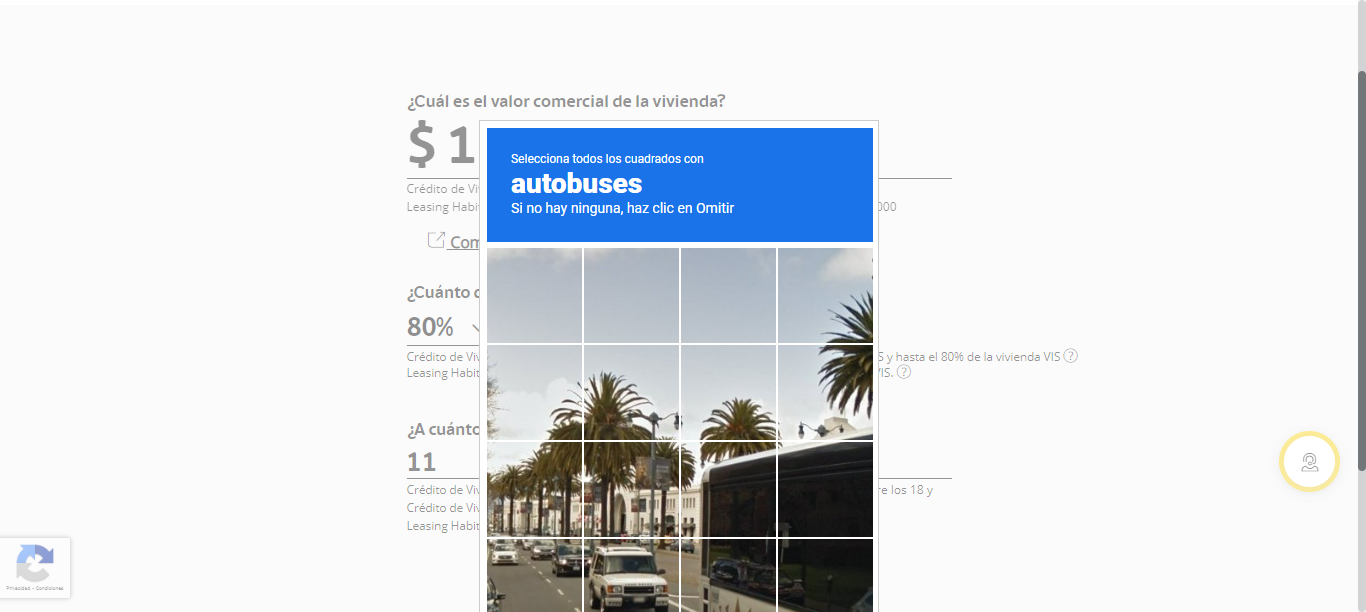 ¿Cuál es el valor comercial de la vivienda?
$ 1
Selecciona todos los cuadrados con
autobuses
Si no hay ninguna, haz clic en Omitir
Crédito de Vi
Leasing Habi
000
Com
¿Cuánto
80%
Crédito de Viv
S y hasta el 80% de la vivienda VIS ?
Leasing Habit
VIS. ?
¿A cuánto
11
Crédito de Viv
re los 18 y
Crédito de Viv
Leasing Habit
Privacidad - Condiciones